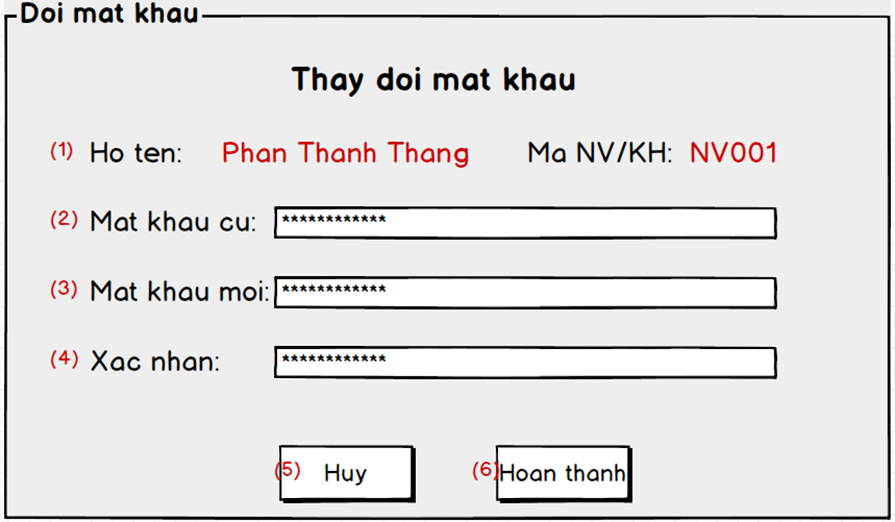 Doi mat khau
Thay doi mat khau
(1) Ho ten: Phan Thanh Thang Ma NV/KH: NV001
(2) Mat khau cu: ************
(3) Mat khau moi: ************
(4) Xac nhan: ************
(5) Huy (6) Hoan thanh